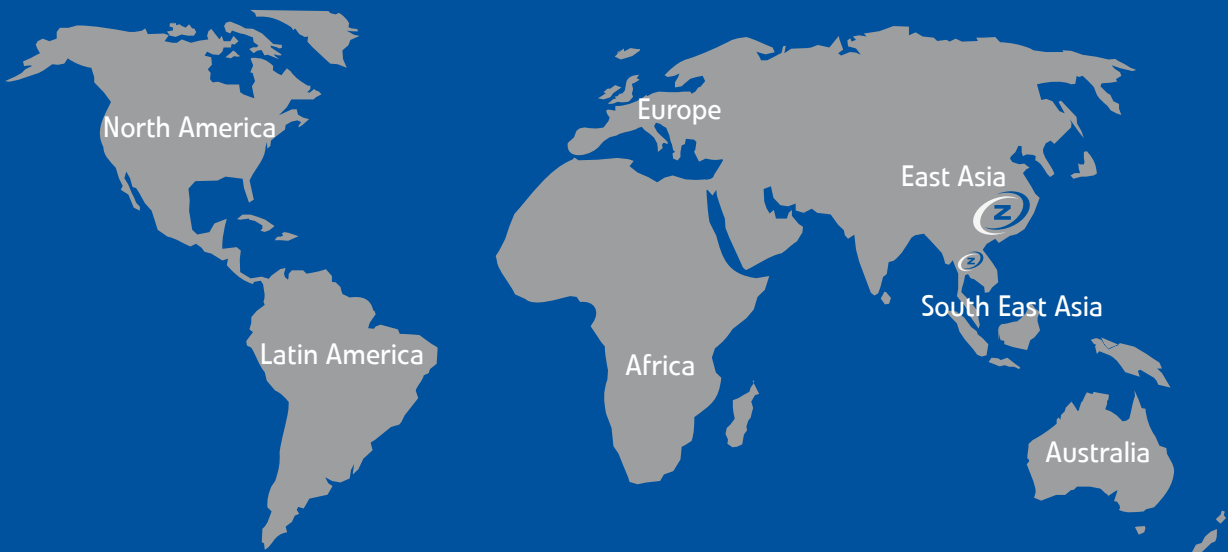 Europe
North America
East Asia
Z
Z
South East Asia
Latin America
Africa
Australia